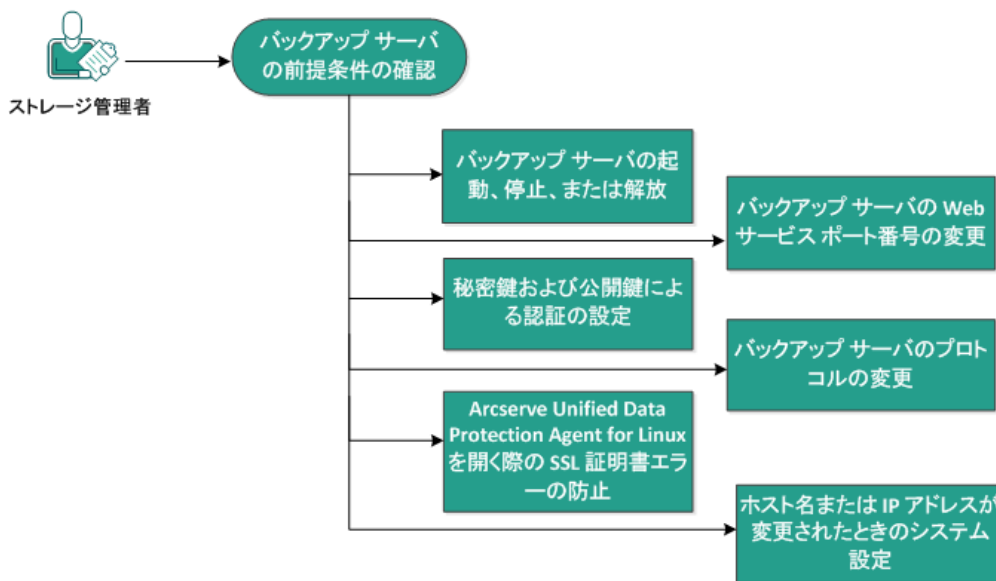 バックアップ サーバ
の前提条件の確認
ストレージ管理者
バックアップ サーバの起
動、停止、または解放
バックアップ サーバの Web
サービス ポート番号の変更
秘密鍵および公開鍵によ
る認証の設定
バックアップ サーバのプロト
コルの変更
Arcserve Unified Data
Protection Agent for Linux
を開く際の SSL 証明書エラ
ーの防止
ホスト名または IP アドレスが
変更されたときのシステム
設定